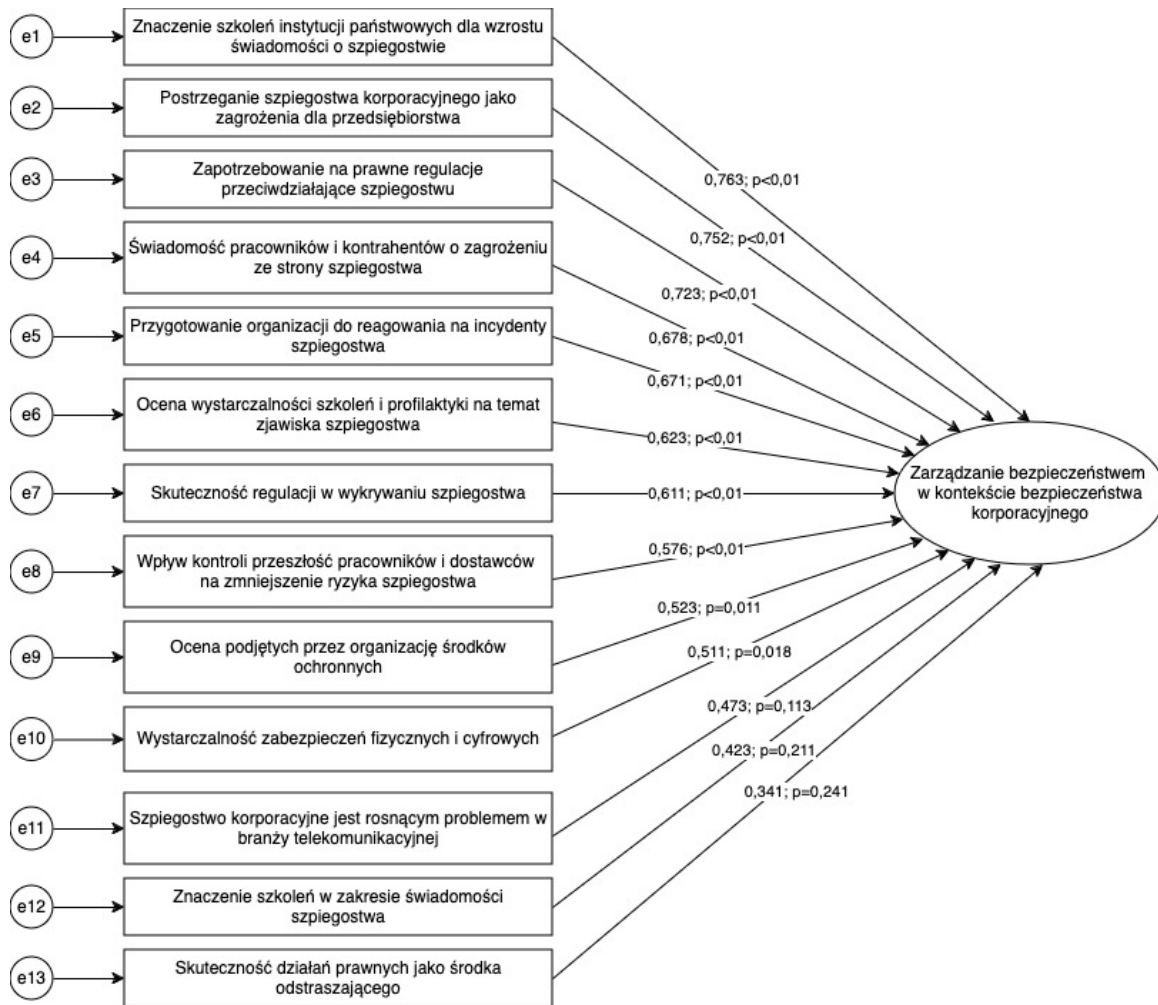 e1
Znaczenie szkoleń instytucji państwowych dla wzrostu
świadomości o szpiegostwie
e2
Postrzeganie szpiegostwa korporacyjnego jako
zagrożenia dla przedsiębiorstwa
e3
Zapotrzebowanie na prawne regulacje
przeciwdziałające szpiegostwu
e4
Świadomość pracowników i kontrahentów o zagrożeniu
ze strony szpiegostwa
e5
Przygotowanie organizacji do reagowania na incydenty
szpiegostwa
e6
Ocena wystarczalności szkoleń i profilaktyki na temat
zjawiska szpiegostwa
e7
Skuteczność regulacji w wykrywaniu szpiegostwa
e8
Wpływ kontroli przeszłość pracowników i dostawców
na zmniejszenie ryzyka szpiegostwa
e9
Ocena podjętych przez organizację środków
ochronnych
e10
Wystarczalność zabezpieczeń fizycznych i cyfrowych
e11
Szpiegostwo korporacyjne jest rosnącym problemem w
branży telekomunikacyjnej
e12
Znaczenie szkoleń w zakresie świadomości
szpiegostwa
e13
Skuteczność działań prawnych jako środka
odstraszającego
0,763; p<0,01
0,752; p<0,01
0,723; p<0,01
0,678; p<0,01
0,671; p<0,01
0,623; p<0,01
0,611; p<0,01
0,576; p<0,01
0,523; p=0,011
0,511; p=0,018
0,473; p=0,113
0,423; p=0,211
0,341; p=0,241
Zarządzanie bezpieczeństwem
w kontekście bezpieczeństwa
korporacyjnego